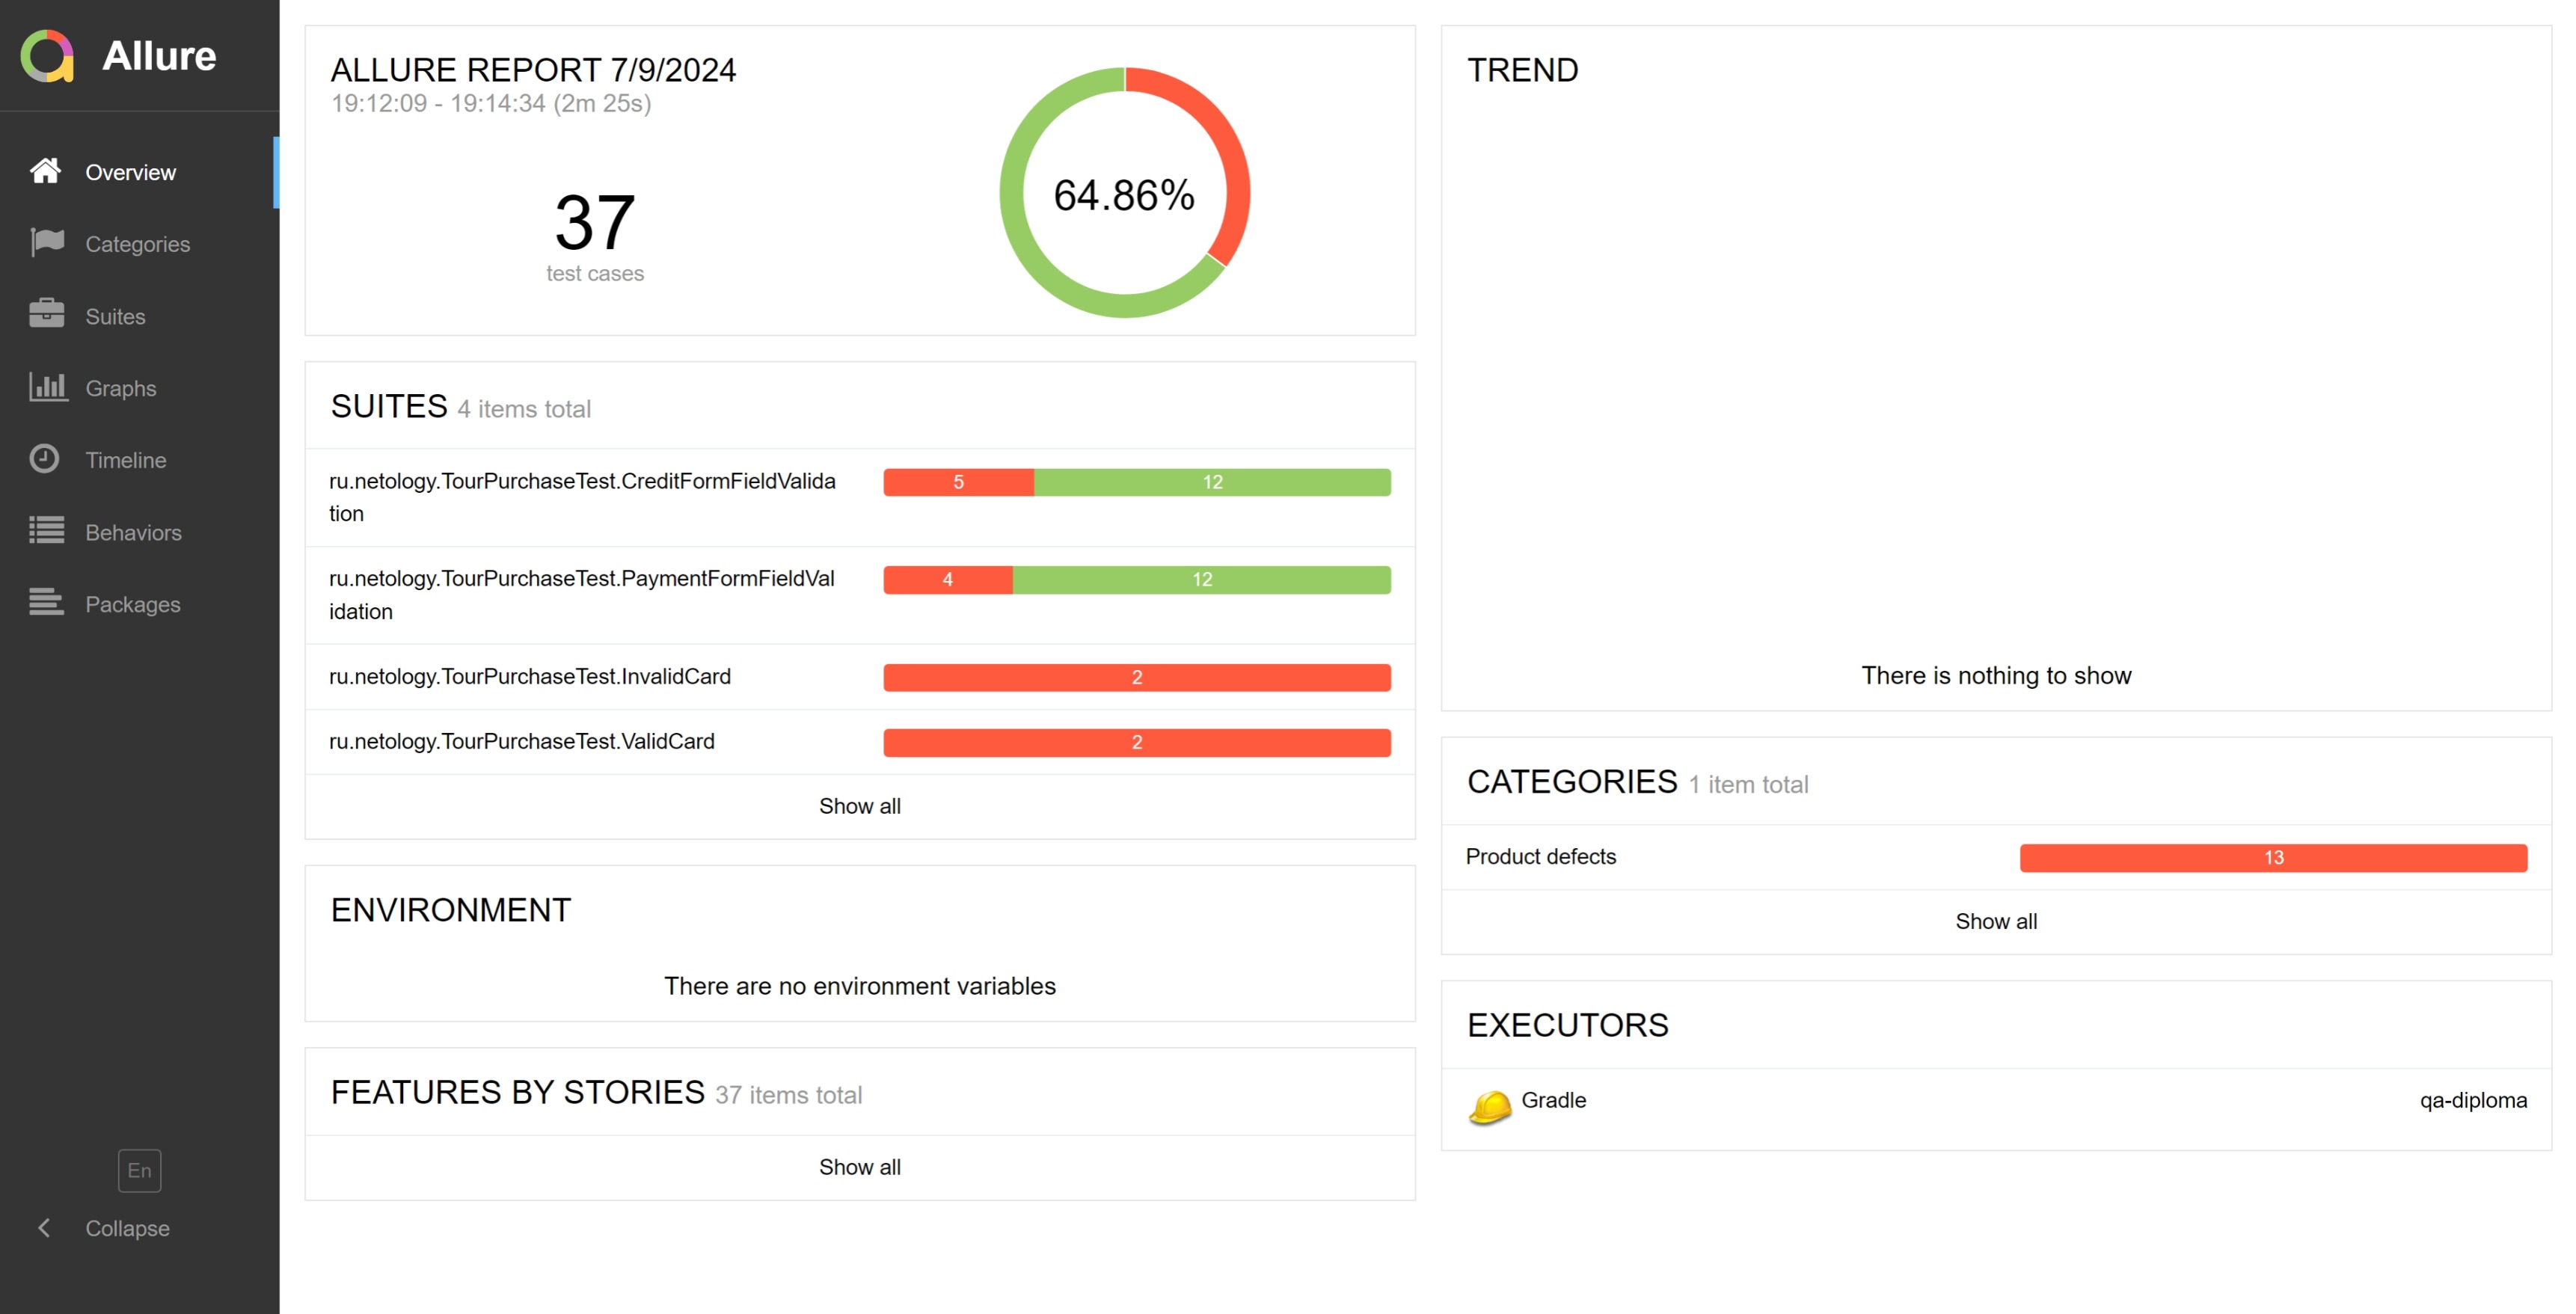 Allure
Overview
Categories
Suites
Graphs
Timeline
Behaviors
Packages
En
Collapse
ALLURE REPORT 7/9/2024
19:12:09 - 19:14:34 (2m 25s)
37
test cases
64.86%
SUITES 4 items total
ru.netology.TourPurchaseTest.CreditFormFieldValida
tion
5 12
ru.netology.TourPurchaseTest.PaymentFormFieldVal
idation
4 12
ru.netology.TourPurchaseTest.InvalidCard 2
ru.netology.TourPurchaseTest.ValidCard 2
Show all
ENVIRONMENT
There are no environment variables
FEATURES BY STORIES 37 items total
Show all
TREND
There is nothing to show
CATEGORIES 1 item total
Product defects 13
Show all
EXECUTORS
Gradle qa-diploma